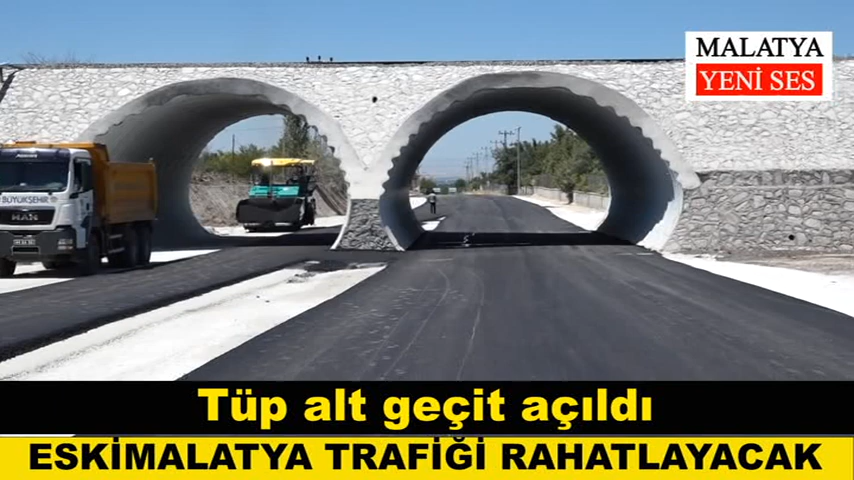 MALATYA
YENİ SES
BÜYÜKŞEHİR
MAN
Tüp alt geçit açıldı
ESKİMALATYA TRAFİĞİ RAHATLAYACAK